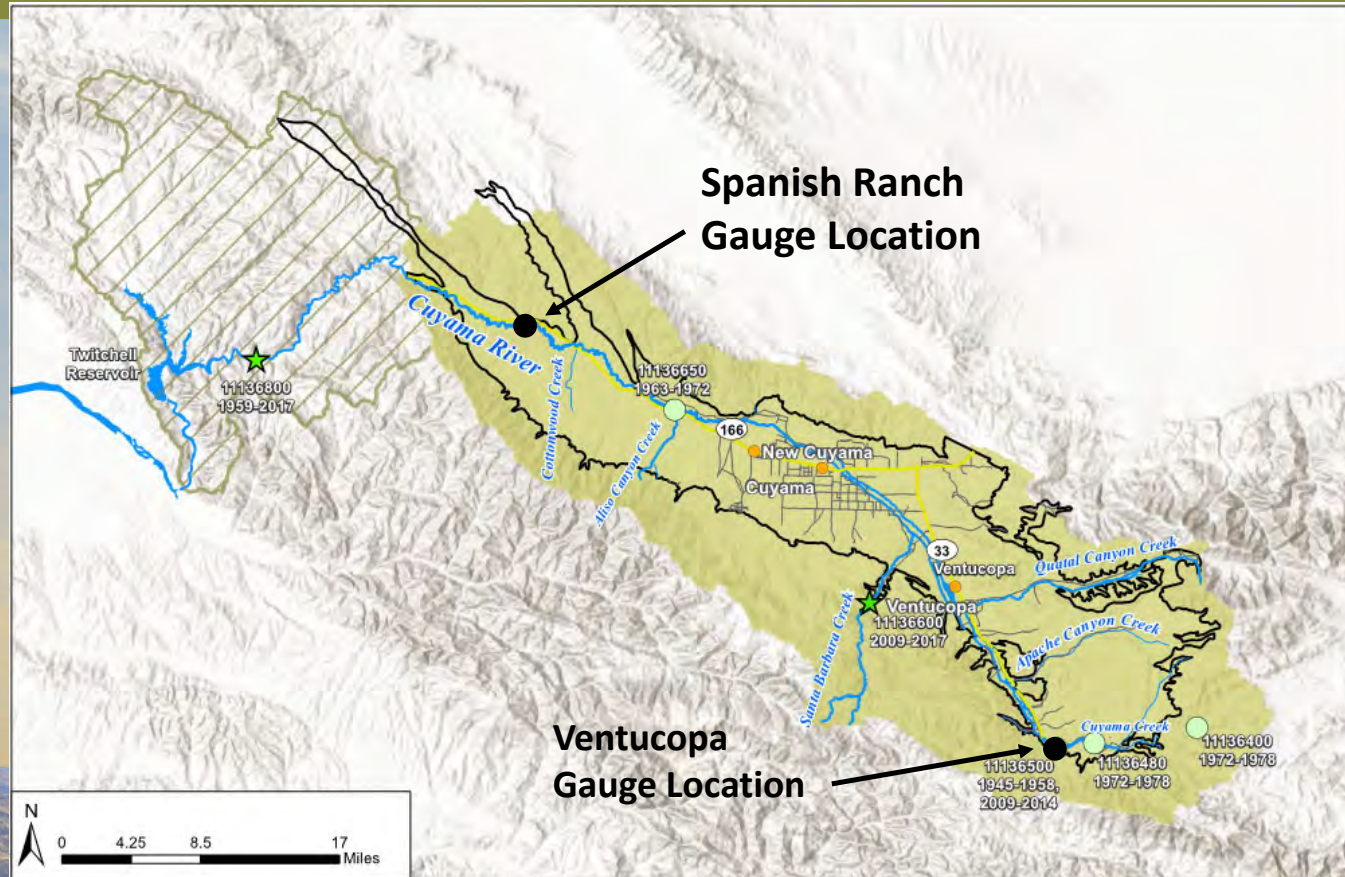 Spanish Ranch
Gauge Location
Cuyama River
Twitchell
Reservoir
11136800
1959-2017
Cottonwood Creek
11136650
1963-1972
Aliso Canyon Creek
166
New Cuyama
Cuyama
33
Ventucopa
Quatal Canyon Creek
Ventucopa
11136600
2009-2017
Santa Barbara Creek
Apache Canyon Creek
Cuyama Creek
11136400
1972-1978
11136480
1972-1978
11136500
1945-1958,
2009-2014
Ventucopa
Gauge Location
N
0 4.25 8.5 17
Miles